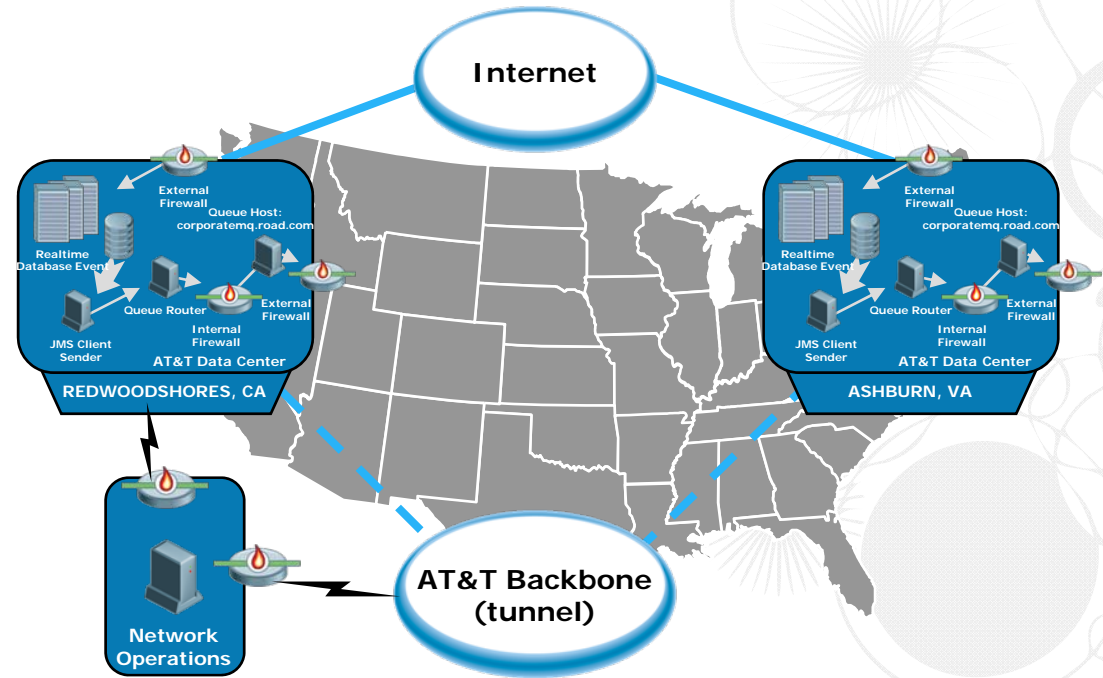 Internet
External
Firewall
Queue Host:
corporatemq.road.com
Realtime
Database Event
Queue Router
External
Firewall
Internal
Firewall
JMS Client
Sender
AT&T Data Center
REDWOODSHORES, CA
External
Firewall
Queue Host:
corporatemq.road.com
Realtime
Database Event
Queue Router
External
Firewall
Internal
Firewall
JMS Client
Sender
AT&T Data Center
ASHBURN, VA
AT&T Backbone
(tunnel)
Network
Operations